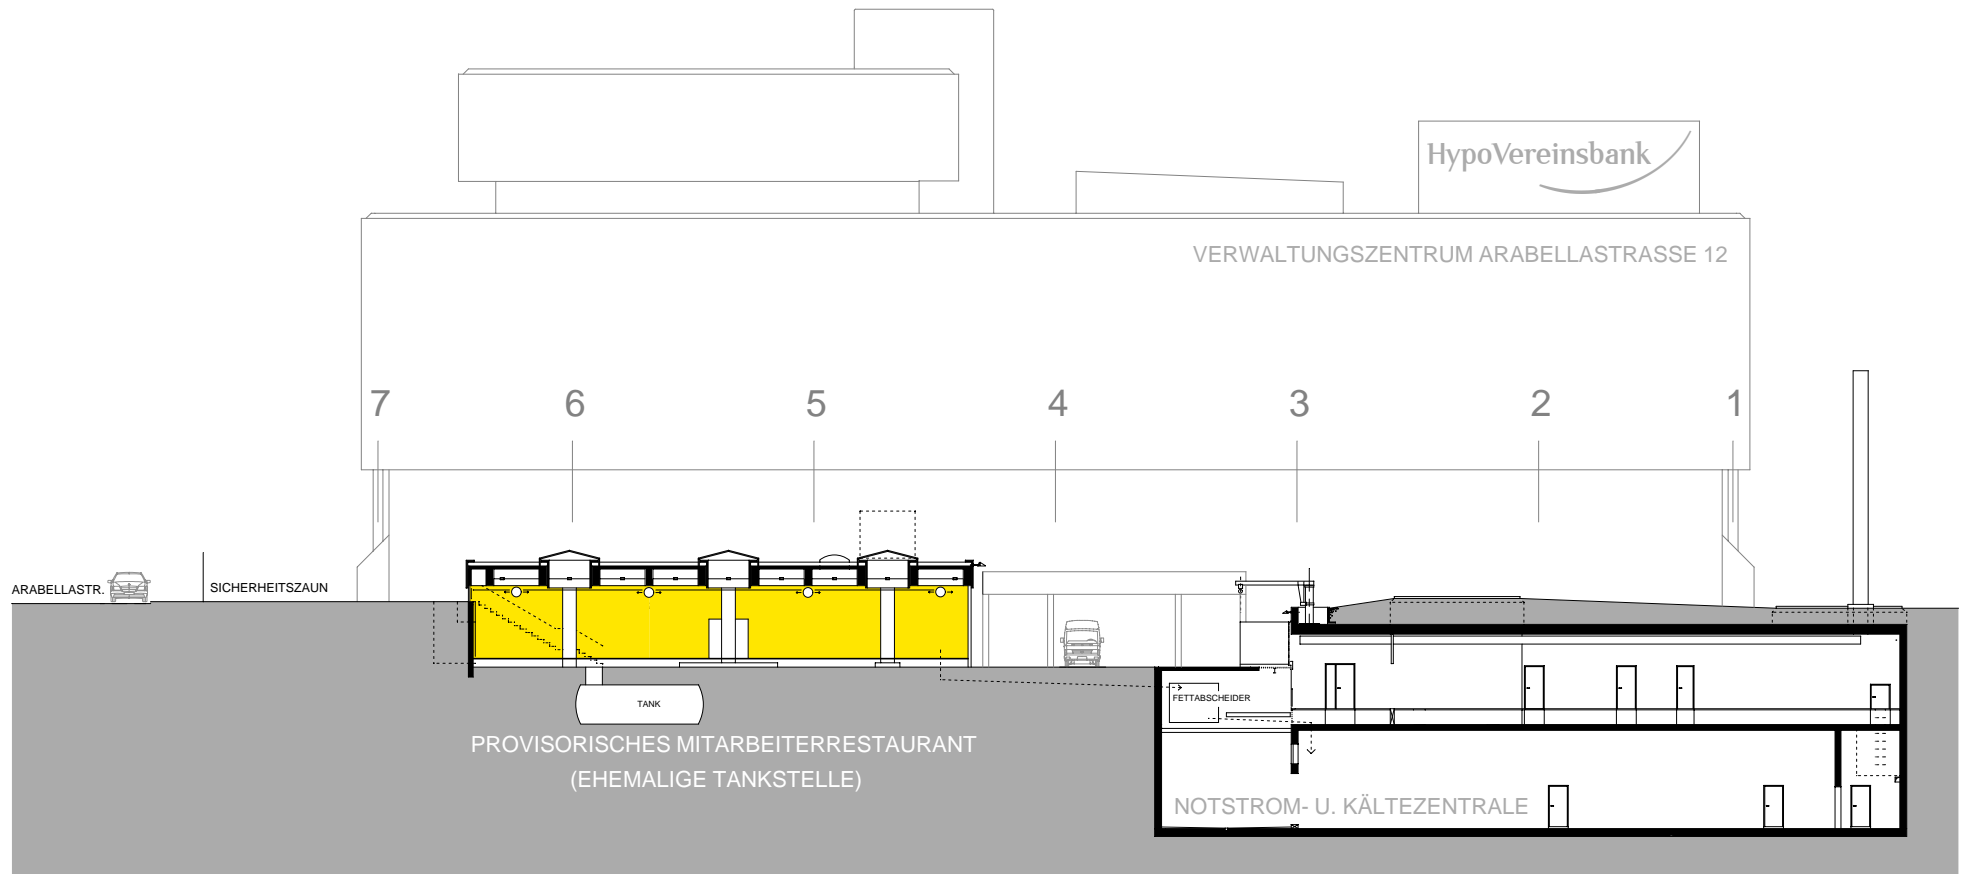 HypoVereinsbank
VERWALTUNGSZENTRUM ARABELLASTRASSE 12
7 6 5 4 3 2 1
ARABELLASTR.
SICHERHEITSZAUN
TANK
FETTABSCHEIDER
PROVISORISCHES MITARBEITERRESTAURANT
(EHEMALIGE TANKSTELLE)
NOTSTROM- U. KÄLTEZENTRALE